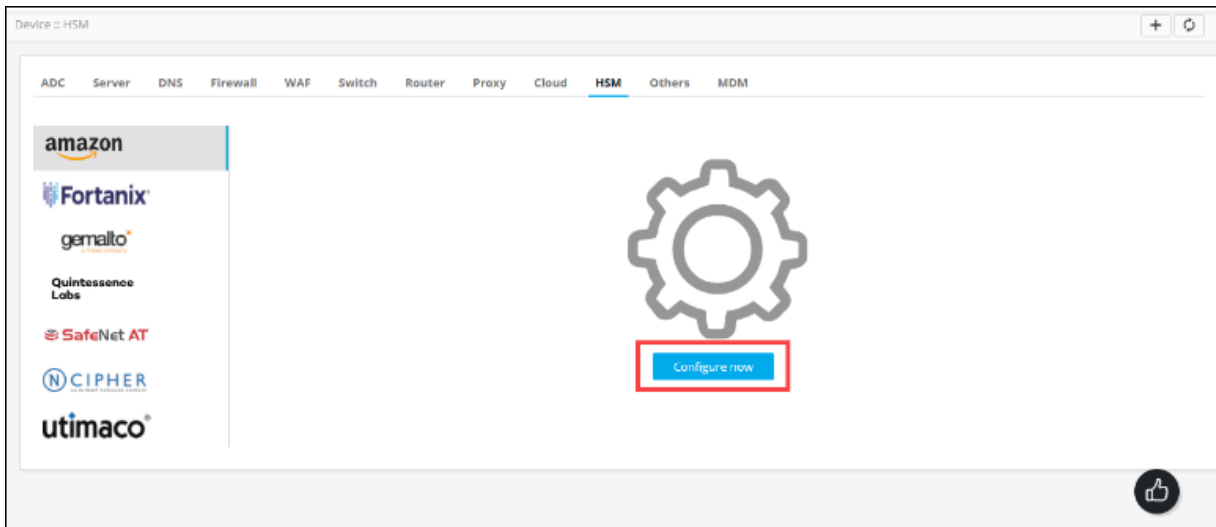 Device :: HSM
ADC Server DNS Firewall WAF Switch Router Proxy Cloud HSM Others MDM
amazon
Fortanix
gemalto
Quintessence
Labs
SafeNet AT
NCIPHER
utimaco®
Configure now